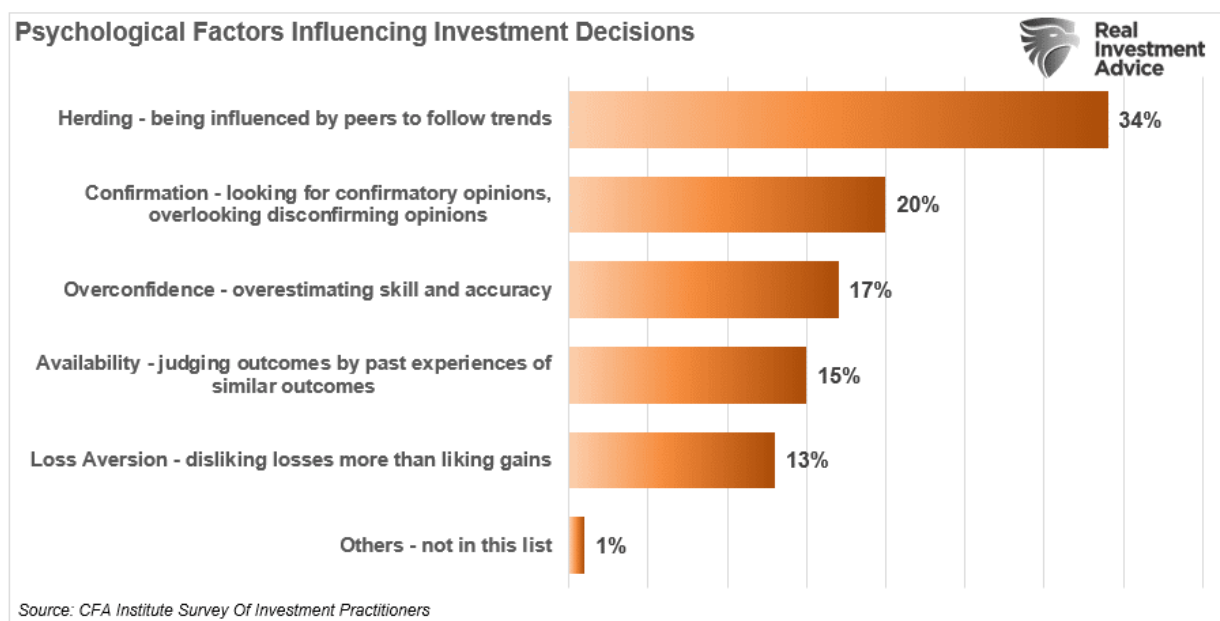 Psychological Factors Influencing Investment Decisions
Real
Investment
Advice
Herding - being influenced by peers to follow trends
34%
Confirmation - looking for confirmatory opinions,
overlooking disconfirming opinions
20%
Overconfidence - overestimating skill and accuracy
17%
Availability - judging outcomes by past experiences of
similar outcomes
15%
Loss Aversion - disliking losses more than liking gains
13%
Others - not in this list
1%
Source: CFA Institute Survey Of Investment Practitioners